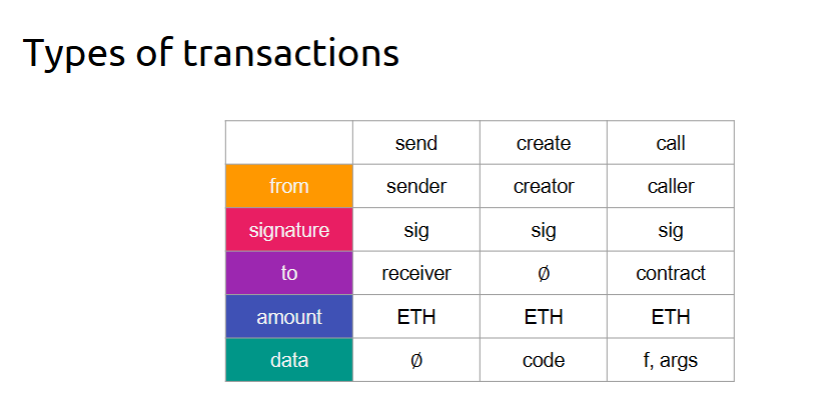 Types of transactions
send create call
from sender creator caller
signature sig sig sig
to receiver ∅ contract
amount ETH ETH ETH
data ∅ code f, args